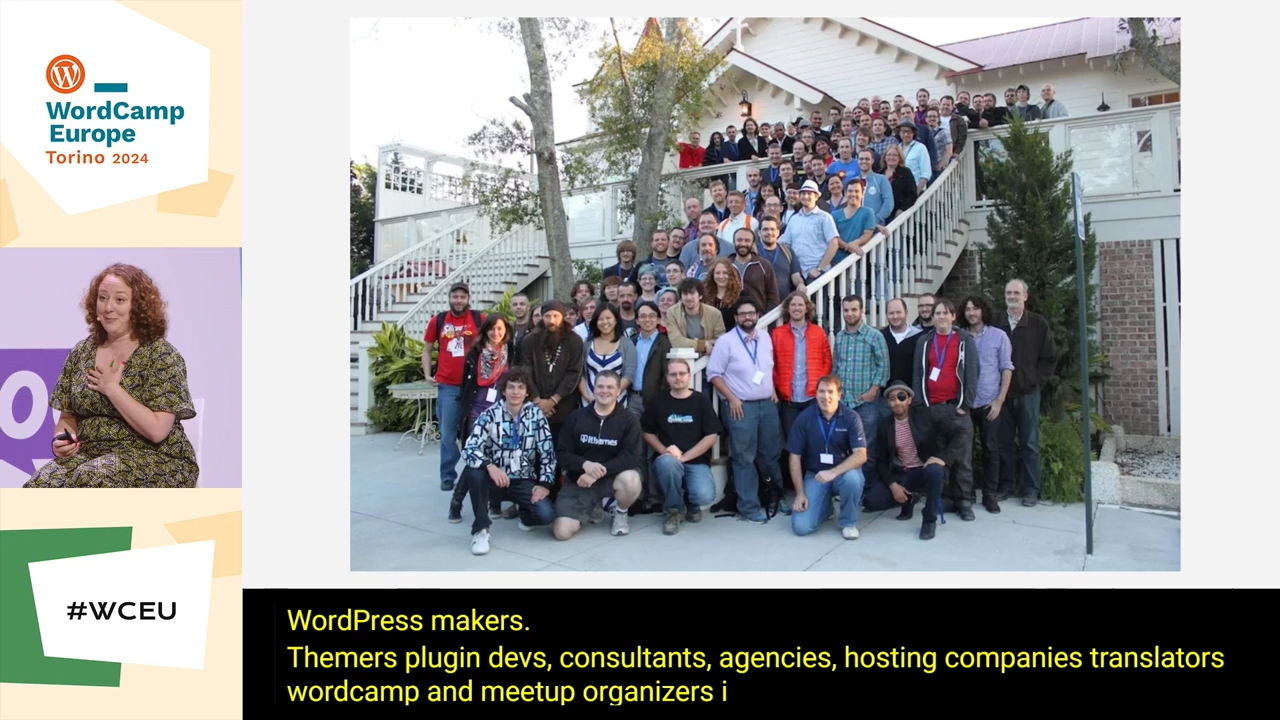 WordCamp
Europe
Torino 2024
#WCEU
WordPress makers.
Themers plugin devs, consultants, agencies, hosting companies translators
wordcamp and meetup organizers i
iThemes